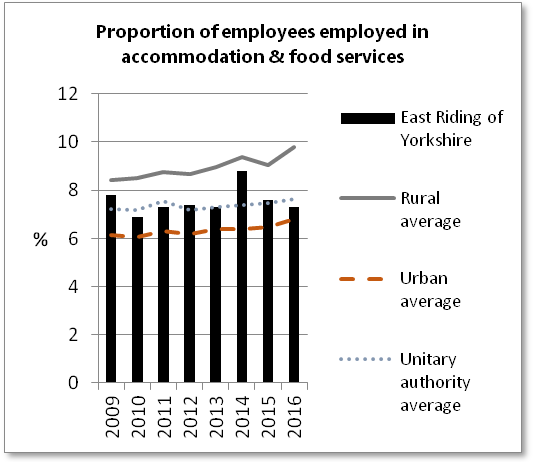 Proportion of employees employed in
accommodation & food services
12
10
8
6
4
2
0
%
2009
2010
2011
2012
2013
2014
2015
2016
East Riding of
Yorkshire
Rural
average
Urban
average
Unitary
authority
average